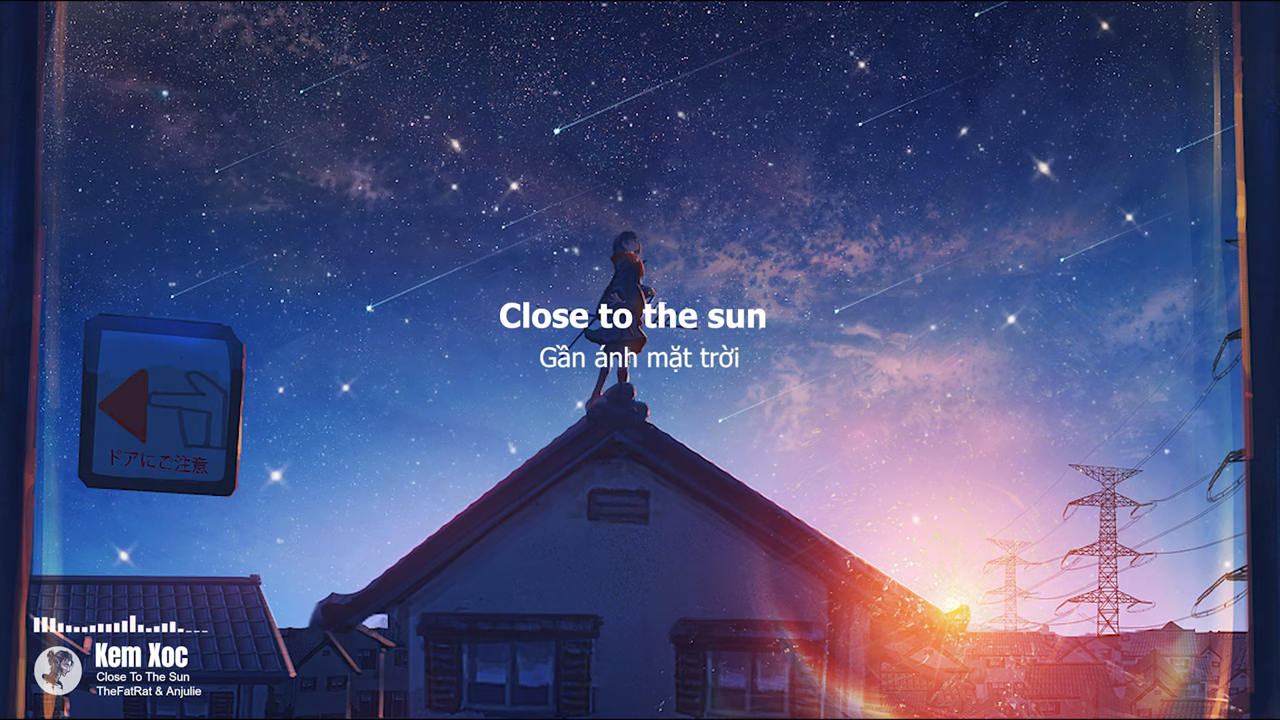 Close to the sun
Gần ánh mặt trời
ドアにご注意
Kem Xoc
Close To The Sun
TheFatRat & Anjulie